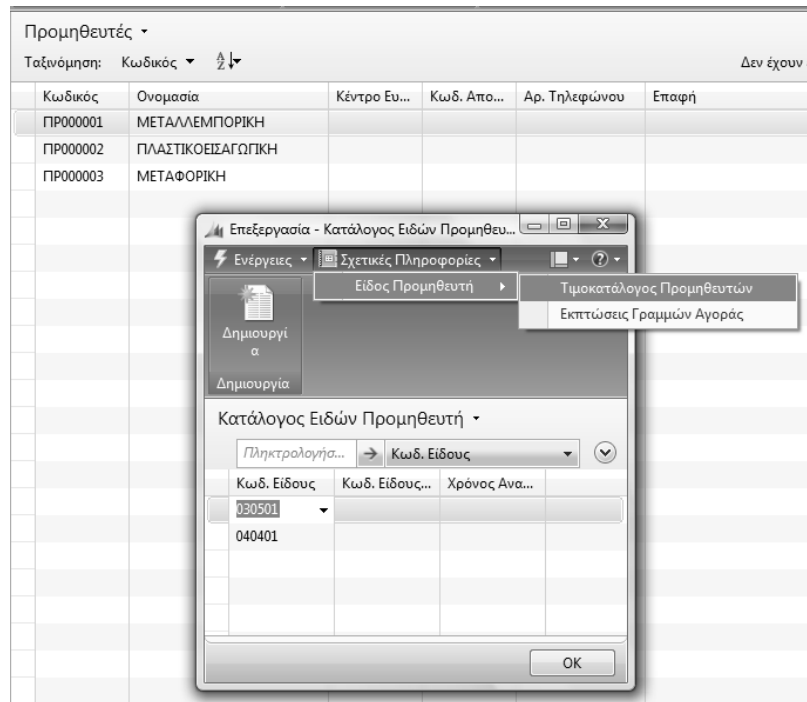 Προμηθευτές
Ταξινόμηση: Κωδικός
Δεν έχουν
Κωδικός Ονομασία Κέντρο Ευ... Κωδ. Απο... Αρ. Τηλεφώνου Επαφή
ΠΡ000001 ΜΕΤΑΛΛΕΜΠΟΡΙΚΗ
ΠΡ000002 ΠΛΑΣΤΙΚΟΕΙΣΑΓΩΓΙΚΗ
ΠΡ000003 ΜΕΤΑΦΟΡΙΚΗ
Επεξεργασία - Κατάλογος Ειδών Προμηθευ...
Ενέργειες Σχετικές Πληροφορίες
Είδος Προμηθευτή
Τιμοκατάλογος Προμηθευτών
Εκπτώσεις Γραμμών Αγοράς
Δημιουργί
α
Δημιουργία
Κατάλογος Ειδών Προμηθευτή
Πληκτρολογήσ... Κωδ. Είδους
Κωδ. Είδους Κωδ. Είδους... Χρόνος Ανα...
030501
040401
OK